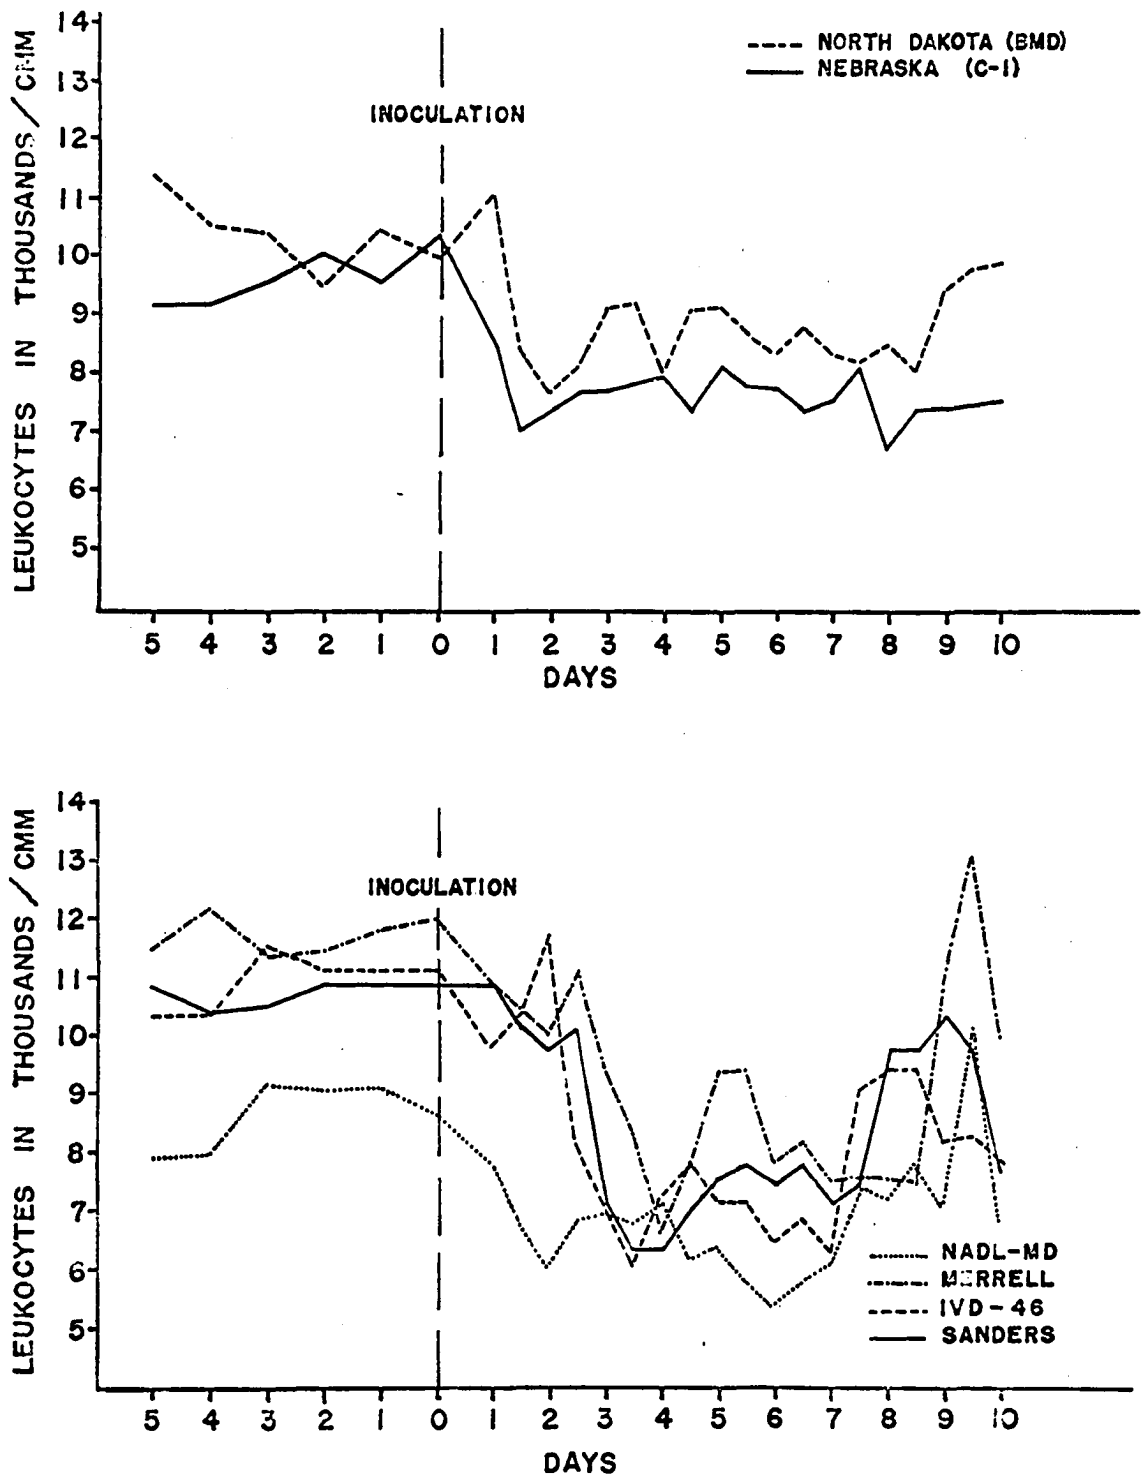 LEUKOCYTES IN THOUSANDS/CMM
14
13
12
11
10
9
8
7
6
5
NORTH DAKOTA (BMD)
NEBRASKA (C-1)
INOCULATION
5 4 3 2 1 0 1 2 3 4 5 6 7 8 9 10
DAYS
LEUKOCYTES IN THOUSANDS/CMM
14
13
12
11
10
9
8
7
6
5
INOCULATION
NADL-MD
MERRELL
IVD-46
SANDERS
5 4 3 2 1 0 1 2 3 4 5 6 7 8 9 10
DAYS